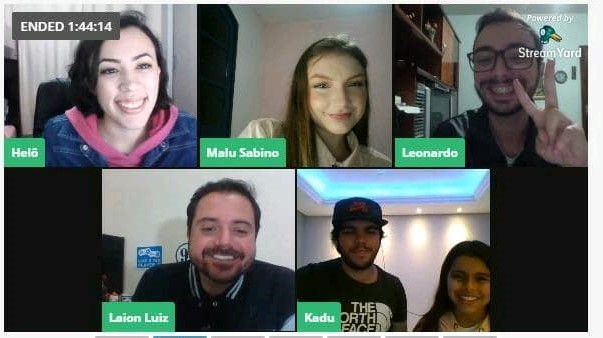 ENDED 1:44:14
Powered by
StreamYard
Helô
Malu Sabino
Leonardo
Laion Luiz
Kadu
THE
NORTH
FACE